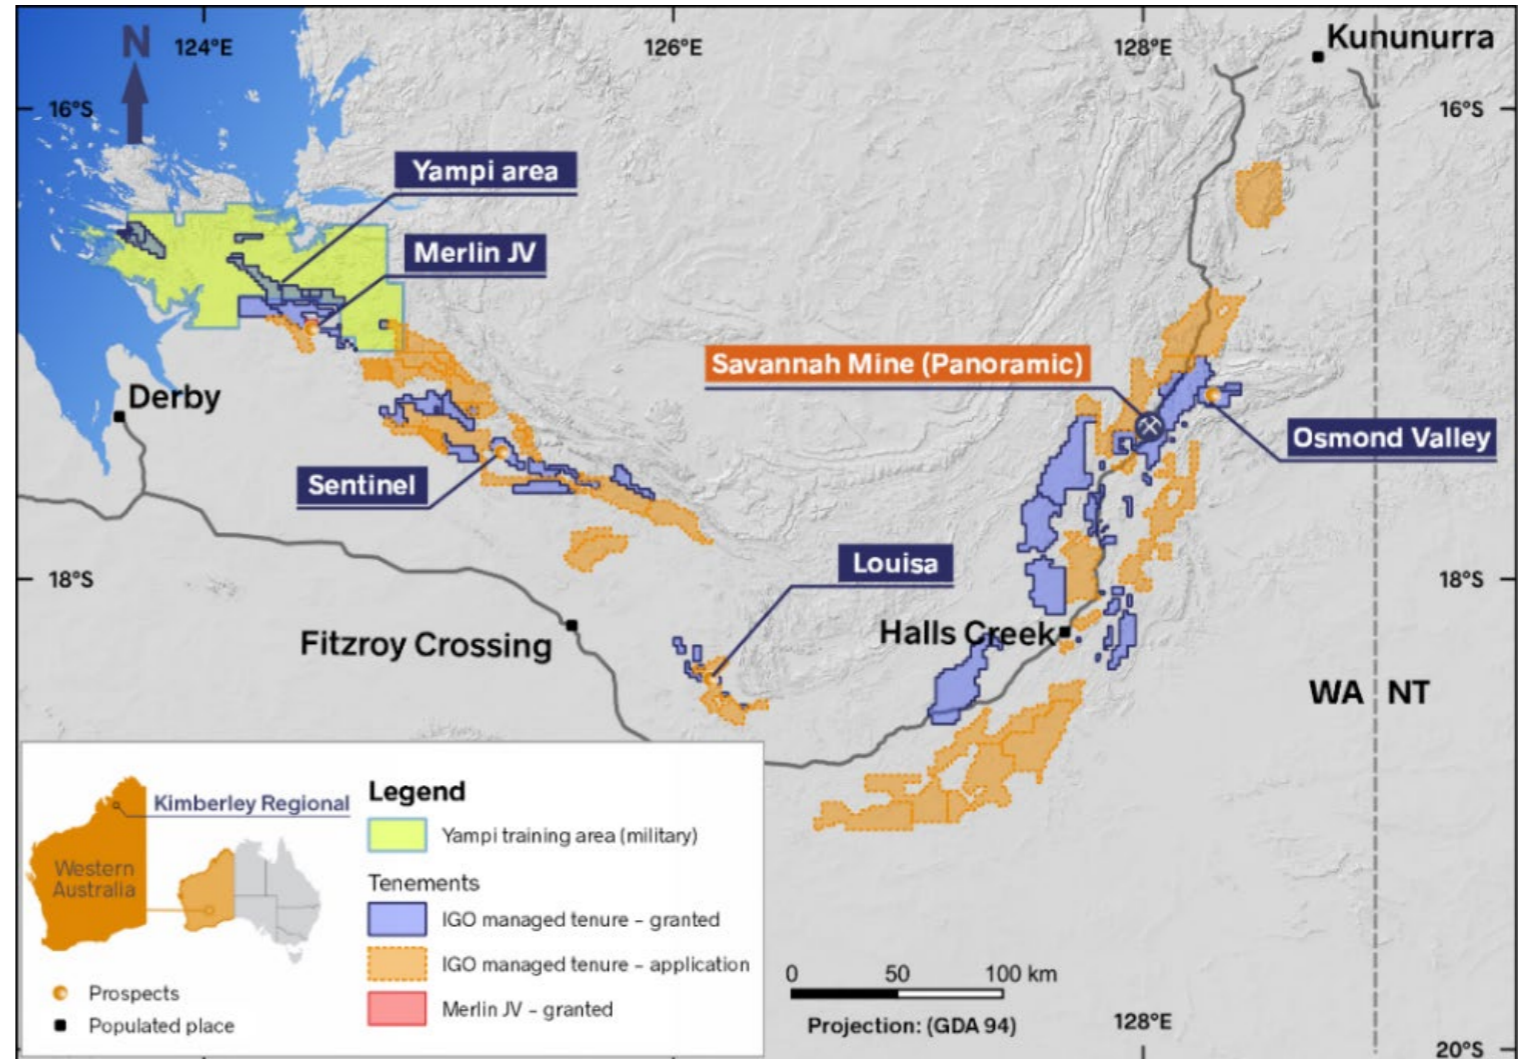 N
124°E
126°E
128°E
Kununurra
16°S
16°S
Yampi area
Merlin JV
Savannah Mine (Panoramic)
Derby
Osmond Valley
Sentinel
Louisa
18°S
18°S
Fitzroy Crossing
Halls Creek
WA
NT
Kimberley Regional
Western
Australia
Prospects
Populated place
Legend
Yampi training area (military)
Tenements
IGO managed tenure – granted
IGO managed tenure – application
Merlin JV – granted
0
50
100 km
Projection: (GDA 94)
128°E
20°S